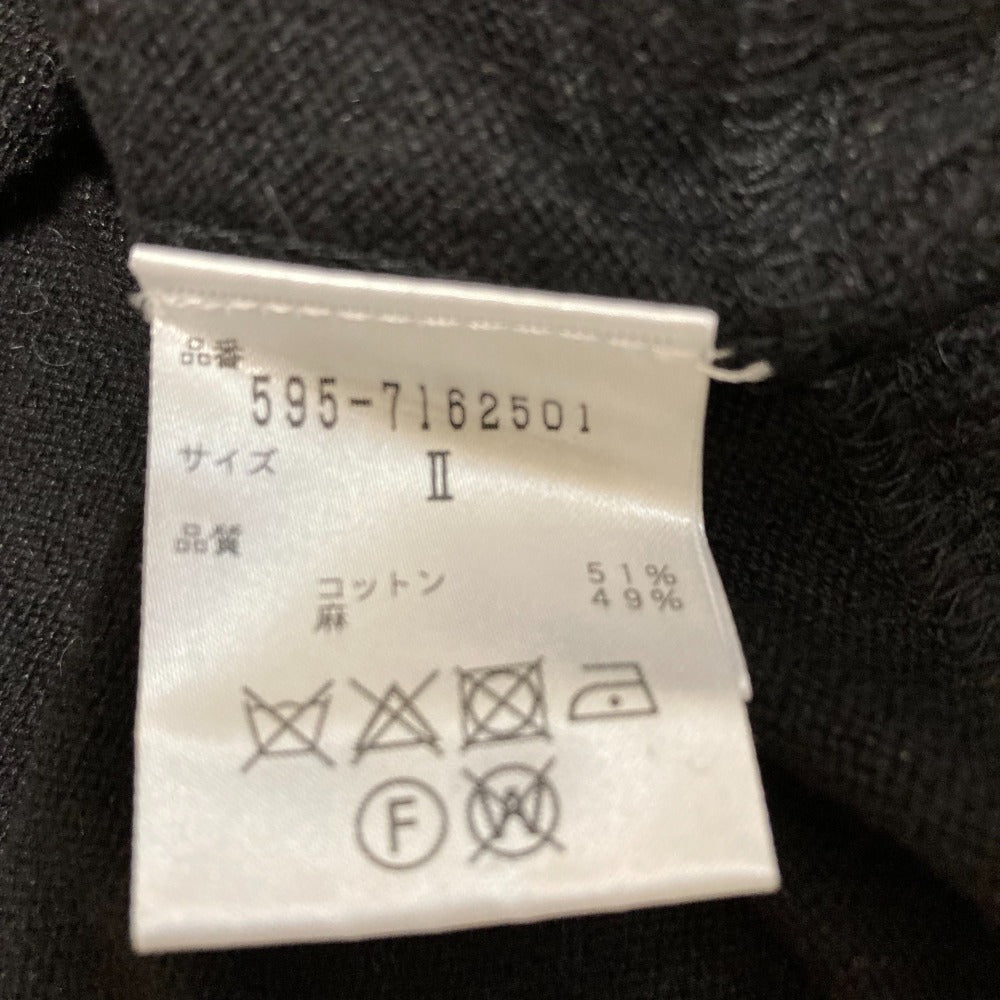 品番
595-7162501
サイズ II
品質
コットン 51%
麻 49%
F W